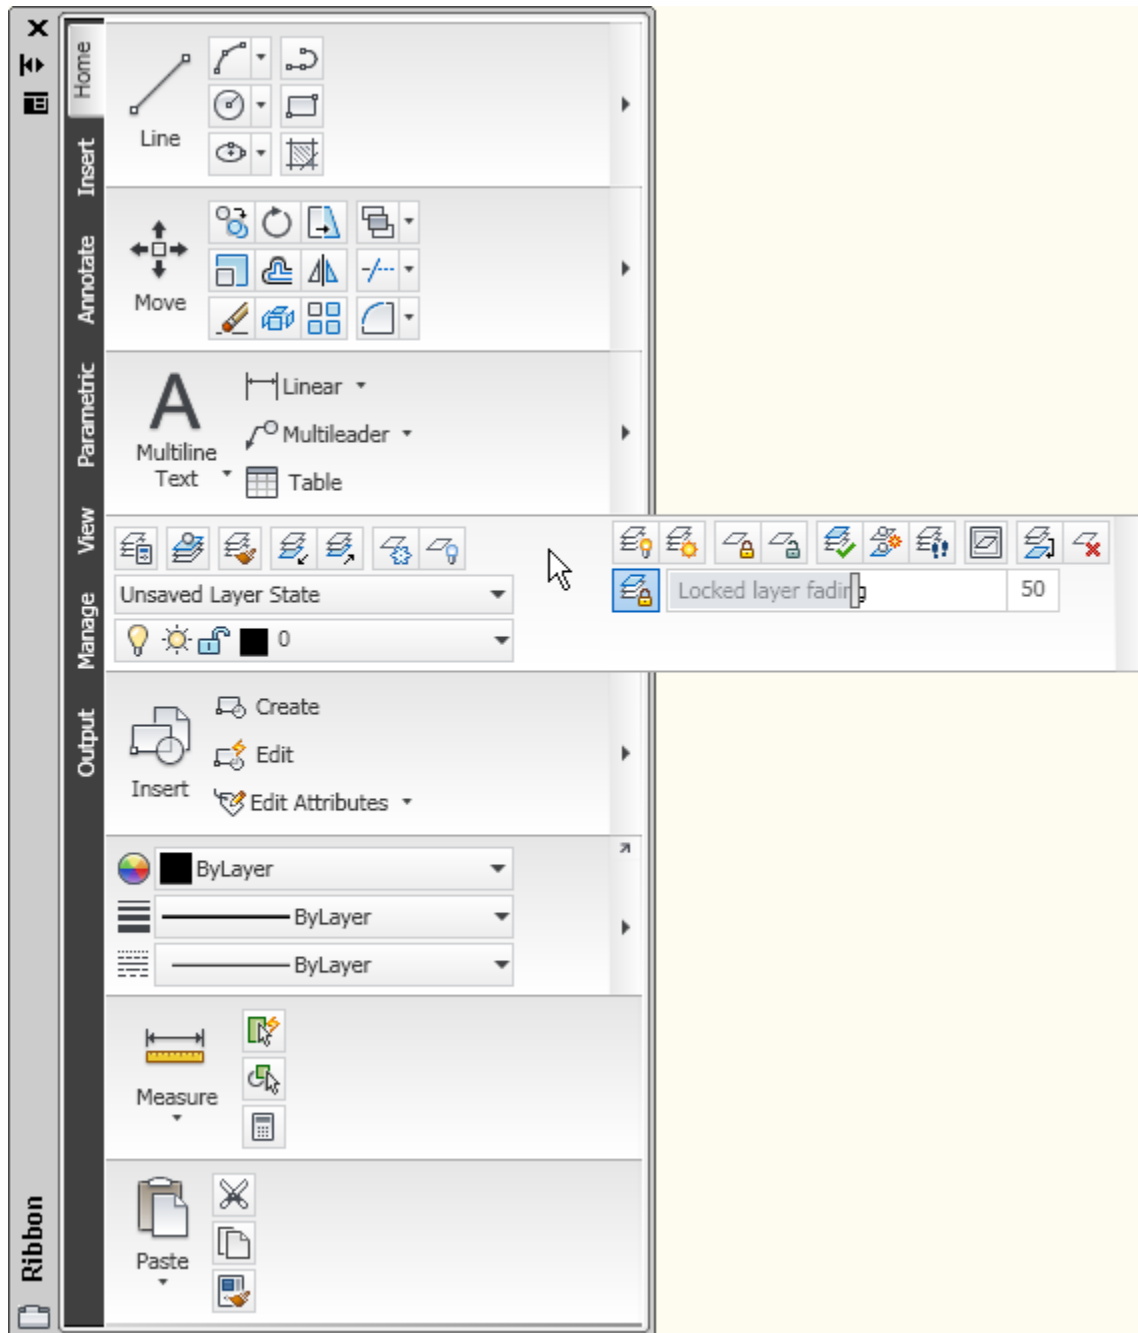 Home
Insert
Annotate
Parametric
View
Manage
Output
Ribbon
Line
Move
Multiline
Text
Linear
Multileader
Table
Unsaved Layer State
0
Locked layer fading
50
Insert
Create
Edit
Edit Attributes
ByLayer
ByLayer
ByLayer
Measure
Paste